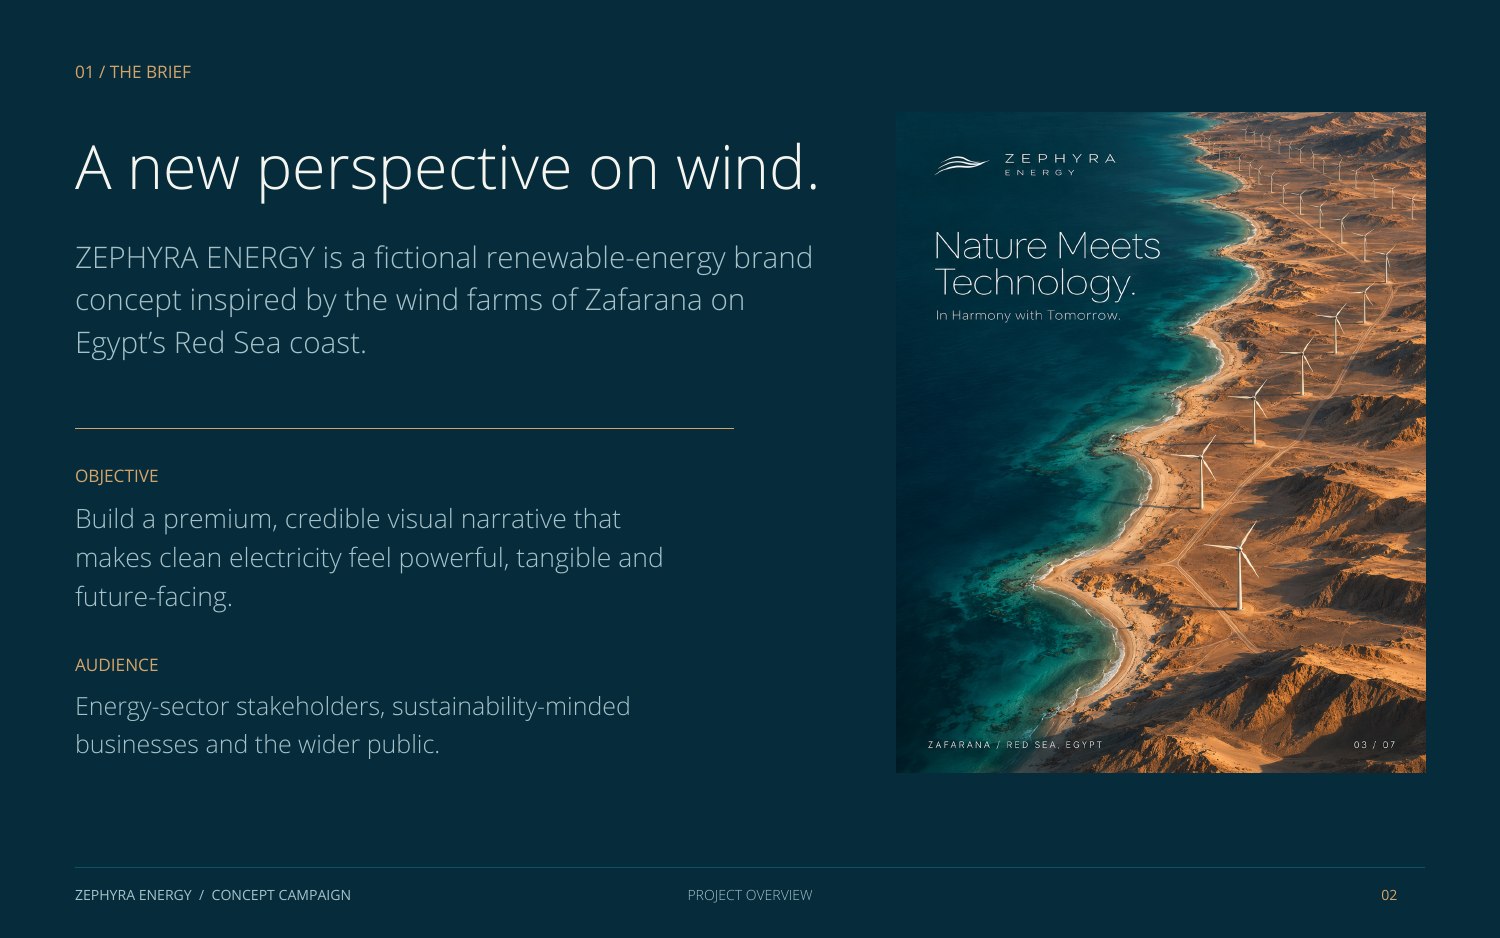 01 / THE BRIEF
A new perspective on wind.
ZEPHYRA ENERGY is a fictional renewable-energy brand
concept inspired by the wind farms of Zafarana on
Egypt’s Red Sea coast.
OBJECTIVE
Build a premium, credible visual narrative that
makes clean electricity feel powerful, tangible and
future-facing.
AUDIENCE
Energy-sector stakeholders, sustainability-minded
businesses and the wider public.
ZEPHYRA
ENERGY
Nature Meets
Technology.
In Harmony with Tomorrow.
ZAFARANA / RED SEA, EGYPT
03 / 07
ZEPHYRA ENERGY / CONCEPT CAMPAIGN
PROJECT OVERVIEW
02